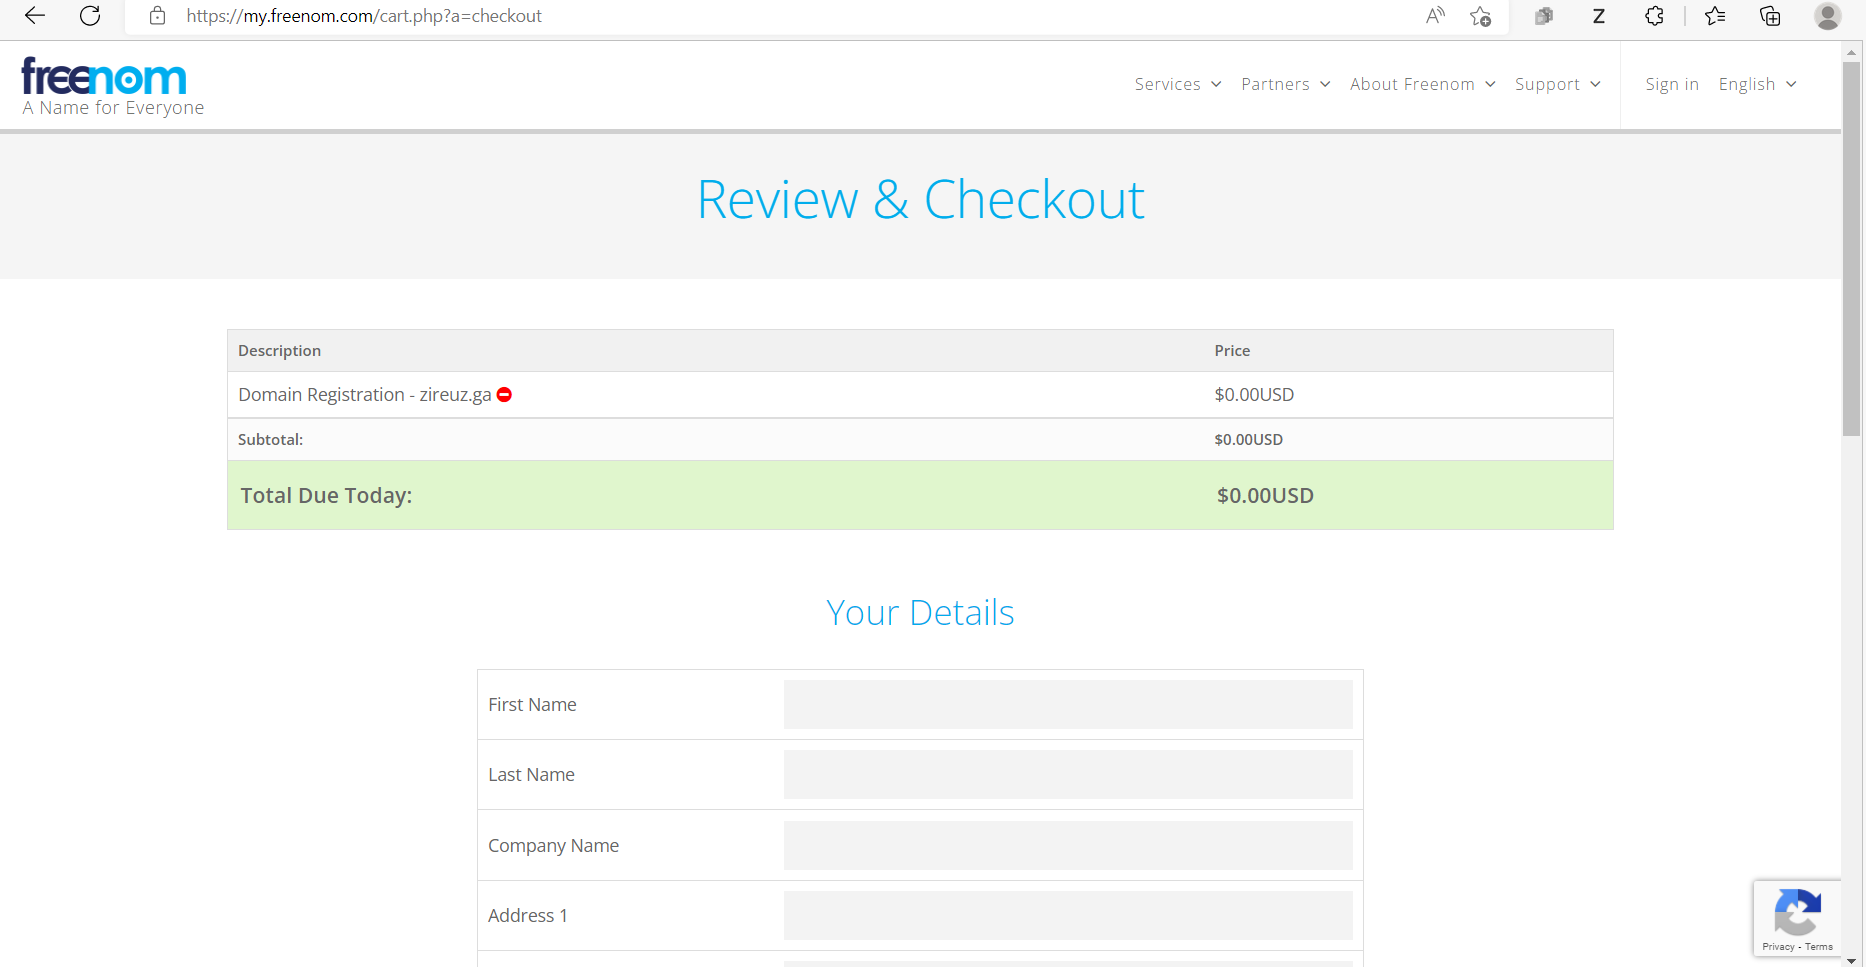 https://my.freenom.com/cart.php?a=checkout
freenom
A Name for Everyone
Services Partners About Freenom Support Sign in English
Review & Checkout
Description Price
Domain Registration - zireuz.ga $0.00USD
Subtotal: $0.00USD
Total Due Today: $0.00USD
Your Details
First Name
Last Name
Company Name
Address 1
Privacy - Terms